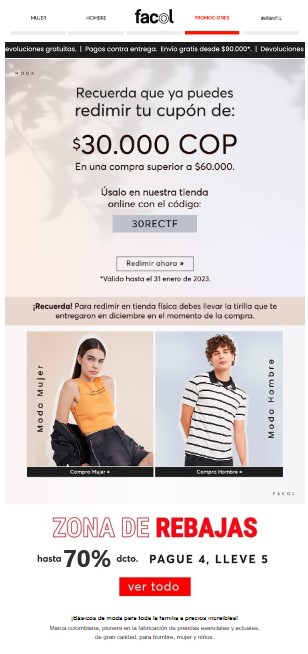 MUJER HOMBRE facol PROMOCIONES INFANTIL
evoluciones gratuitas. | Pagos contra entrega. Envío gratis desde $90.000*. | Devoluciones
MODA
Recuerda que ya puedes
redimir tu cupón de:
$30.000 COP
En una compra superior a $60.000.
Úsalo en nuestra tienda
online con el código:
30RECTF
Redimir ahora »
*Válido hasta el 31 enero de 2023.
¡Recuerda! Para redimir en tienda física debes llevar la tirilla que te
entregaron en diciembre en el momento de la compra.
Moda Mujer
Moda Hombre
Compra Mujer »
Compra Hombre »
FACOL
ZONA DE REBAJAS
hasta 70% dcto. PAGUE 4, LLEVE 5
ver todo
¡Básicos de moda para toda la familia a precios increíbles!
Marca colombiana, pionera en la fabricación de prendas esenciales y actuales,
de gran calidad, para hombre, mujer y niños.